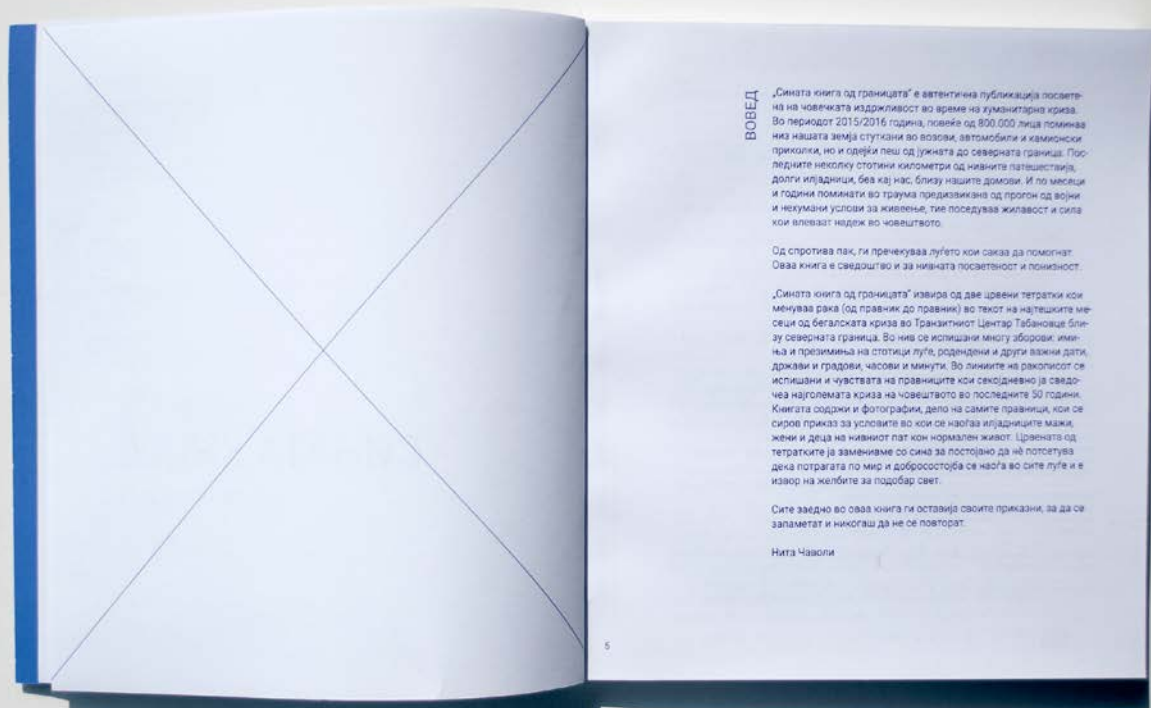 ВОВЕД
„Сината книга од границата“ е автентична публикација посвете-
на на човечката издржливост во време на хуманитарна криза.
Во периодот 2015/2016 година, повеќе од 800.000 лица поминаа
низ нашата земја стуткани во возови, автомобили и камионски
приколки, но и одејќи пеш од јужната до северната граница. Пос-
ледните неколку стотини километри од нивните патешествија,
долги илјадници, беа кај нас, близу нашите домови. И по месеци
и години поминати во траума предизвикана од прогон од војни
и нехумани услови за живеење, тие поседуваа жилавост и сила
кои влеваат надеж во човештвото.
Од спротива пак, ги пречекуваа луѓето кои сакаа да помогнат.
Оваа книга е сведоштво и за нивната посветеност и понизност.
„Сината книга од границата“ извира од две црвени тетратки кои
менуваа рака (од правник до правник) во текот на најтешките ме-
сеци од бегалската криза во Транзитниот Центар Табановце бли-
зу северната граница. Во нив се испишани многу зборови: ими-
ња и презимиња на стотици луѓе, родендени и други важни дати,
држави и градови, часови и минути. Во линиите на ракописот се
испишани и чувствата на правниците кои секојдневно ја сведо-
чеа најголемата криза на човештвото во последните 50 години.
Книгата содржи и фотографии, дело на самите правници, кои се
сиров приказ за условите во кои се наоѓаа илјадниците мажи,
жени и деца на нивниот пат кон нормален живот. Црвената од
тетратките ја заменивме со сина за постојано да нѐ потсетува
дека потрагата по мир и добросостојба се наоѓа во сите луѓе и е
извор на желбите за подобар свет.
Сите заедно во оваа книга ги оставија своите приказни, за да се
запаметат и никогаш да не се повторат.
Нита Чаволи
5